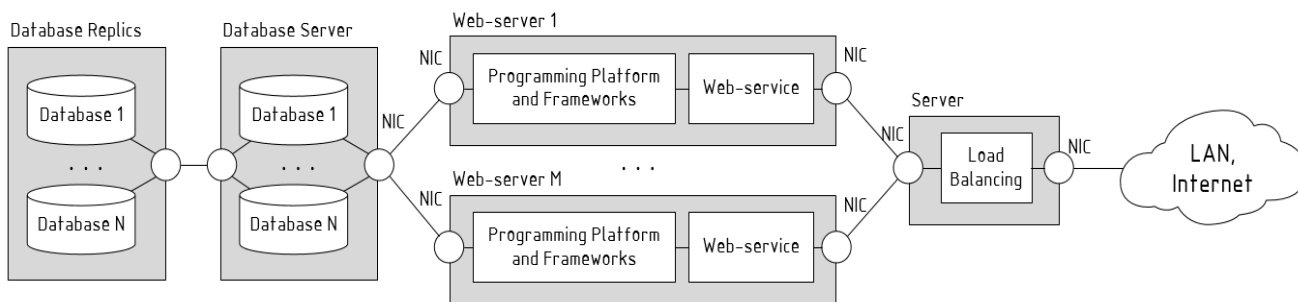 Database Replics
Database 1
. . .
Database N
Database Server
Database 1
. . .
Database N
NIC
Web-server 1
NIC
Programming Platform
and Frameworks
Web-service
NIC
. . .
Web-server M
NIC
Programming Platform
and Frameworks
Web-service
NIC
Server
NIC
Load
Balancing
NIC
LAN,
Internet